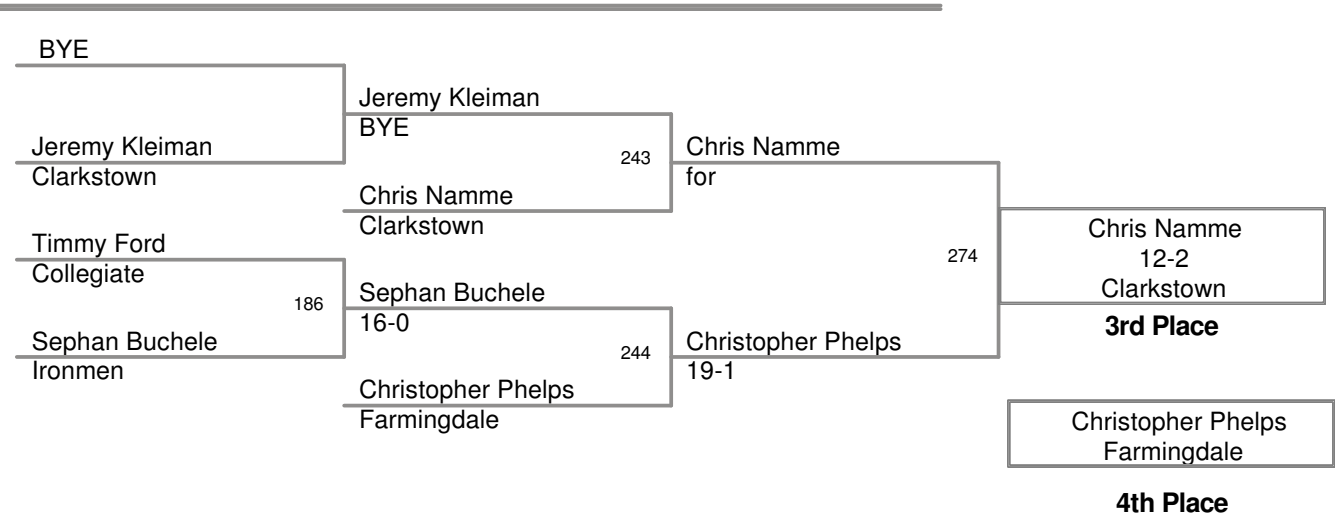 BYE
Jeremy Kleiman
Clarkstown
Timmy Ford
Collegiate
186
Sephan Buchele
Ironmen
Jeremy Kleiman
BYE
243
Chris Namme
Clarkstown
Sephan Buchele
16-0
244
Christopher Phelps
Farmingdale
Chris Namme
for
274
Christopher Phelps
19-1
Chris Namme
12-2
Clarkstown
3rd Place
Christopher Phelps
Farmingdale
4th Place